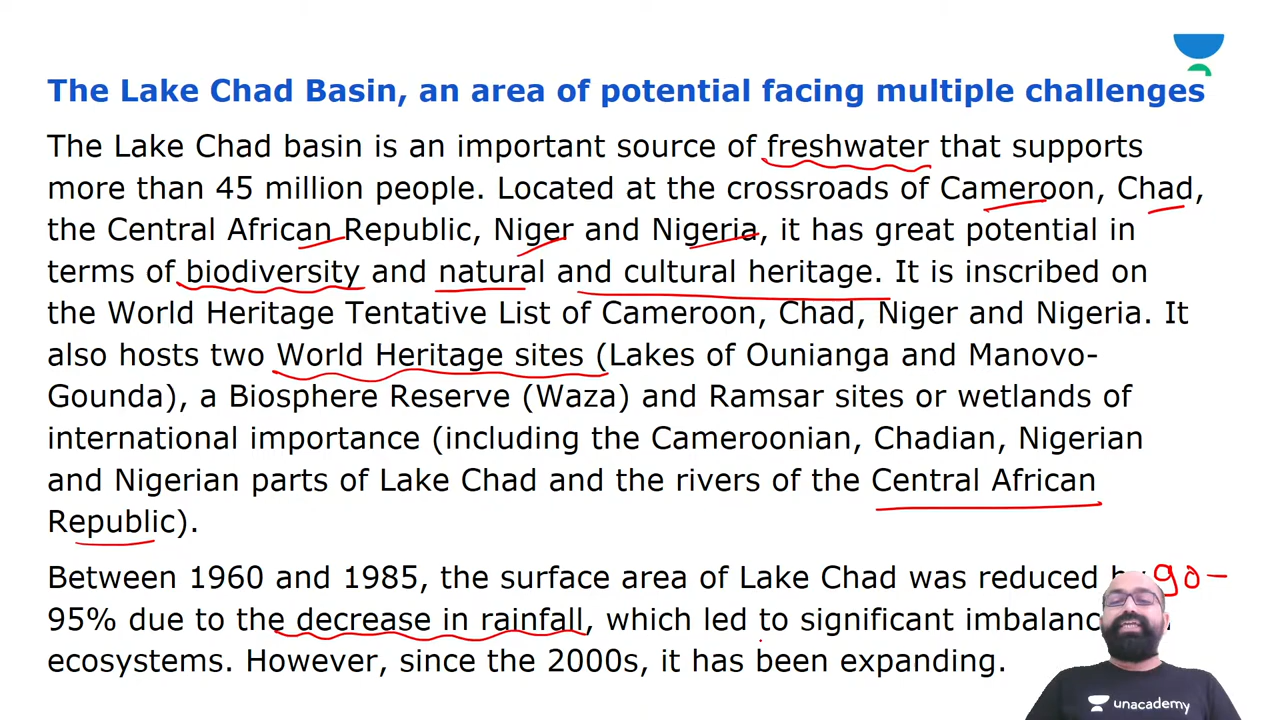 The Lake Chad Basin, an area of potential facing multiple challenges
The Lake Chad basin is an important source of freshwater that supports
more than 45 million people. Located at the crossroads of Cameroon, Chad,
the Central African Republic, Niger and Nigeria, it has great potential in
terms of biodiversity and natural and cultural heritage. It is inscribed on
the World Heritage Tentative List of Cameroon, Chad, Niger and Nigeria. It
also hosts two World Heritage sites (Lakes of Ounianga and Manovo-
Gounda), a Biosphere Reserve (Waza) and Ramsar sites or wetlands of
international importance (including the Cameroonian, Chadian, Nigerian
and Nigerian parts of Lake Chad and the rivers of the Central African
Republic).
Between 1960 and 1985, the surface area of Lake Chad was reduced 90-
95% due to the decrease in rainfall, which led to significant
ecosystems. However, since the 2000s, it has been expanding.
unacademy